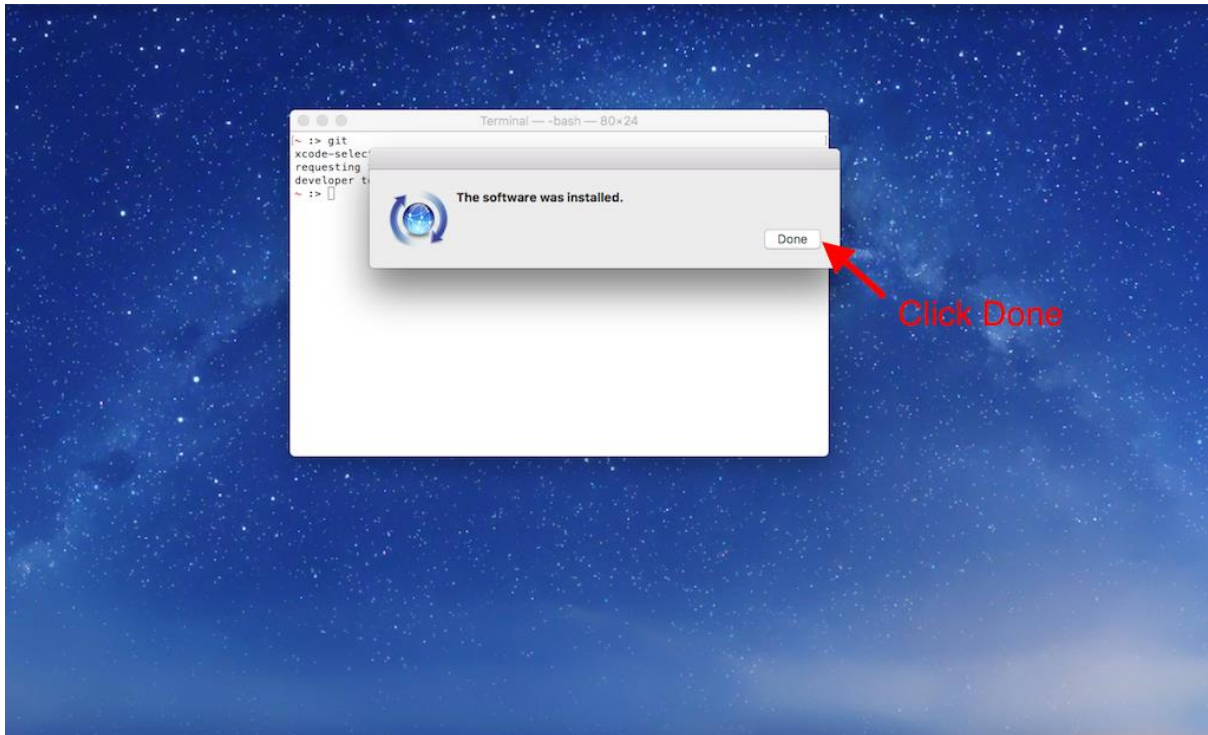 Terminal — -bash — 80×24
~ :> git
xcode-selec
requesting
developer t
~ :>
The software was installed.
Done
Click Done